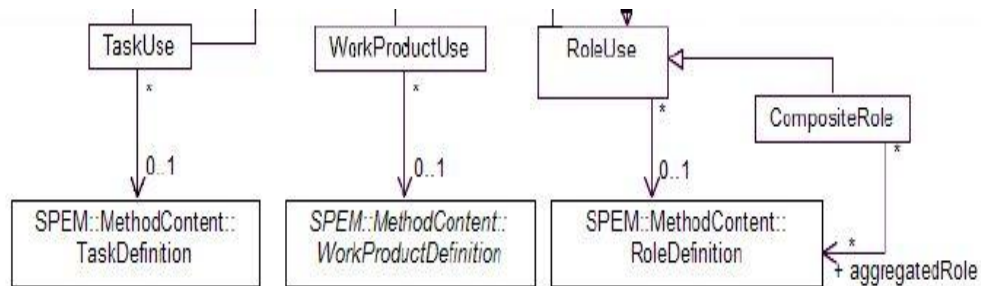 TaskUse
WorkProductUse
RoleUse
CompositeRole
*
*
*
*
0..1
0..1
0..1
SPEM::MethodContent::
TaskDefinition
SPEM::MethodContent::
WorkProductDefinition
SPEM::MethodContent::
RoleDefinition
*
+ aggregatedRole